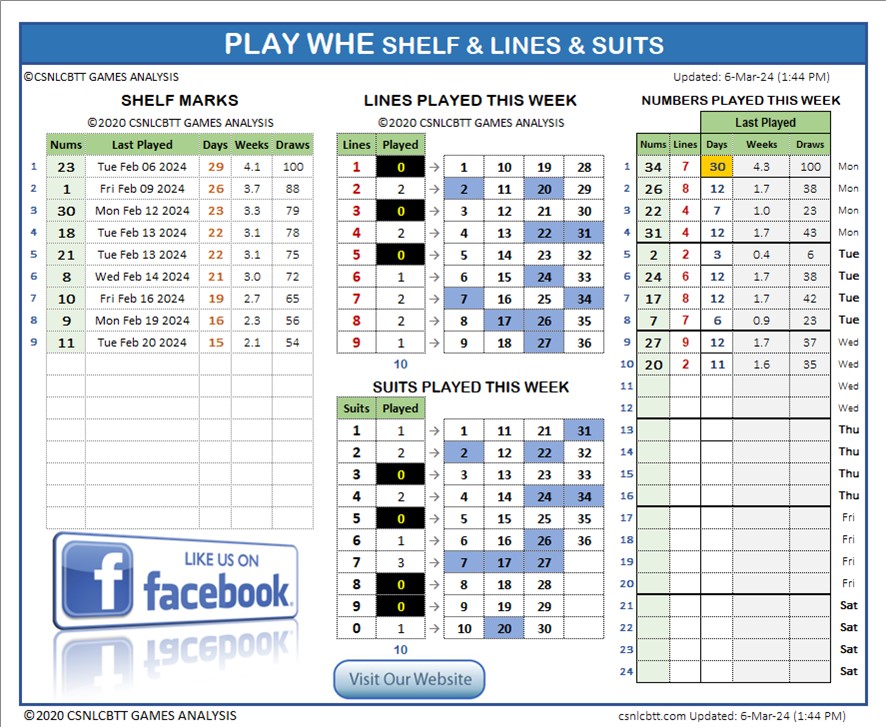 PLAY WHE SHELF & LINES & SUITS
©CSNLCBTT GAMES ANALYSIS
Updated: 6-Mar-24 (1:44 PM)
SHELF MARKS
©2020 CSNLCBTT GAMES ANALYSIS
Nums Last Played Days Weeks Draws
1 23 Tue Feb 06 2024 29 4.1 100
2 1 Fri Feb 09 2024 26 3.7 88
3 30 Mon Feb 12 2024 23 3.3 79
4 18 Tue Feb 13 2024 22 3.1 78
5 21 Tue Feb 13 2024 22 3.1 75
6 8 Wed Feb 14 2024 21 3.0 72
7 10 Fri Feb 16 2024 19 2.7 65
8 9 Mon Feb 19 2024 16 2.3 56
9 11 Tue Feb 20 2024 15 2.1 54
LIKE US ON
facebook.
LINES PLAYED THIS WEEK
©2020 CSNLCBTT GAMES ANALYSIS
Lines Played
1 0 → 1 10 19 28
2 2 → 2 11 20 29
3 0 → 3 12 21 30
4 2 → 4 13 22 31
5 0 → 5 14 23 32
6 1 → 6 15 24 33
7 2 → 7 16 25 34
8 2 → 8 17 26 35
9 1 → 9 18 27 36
10
SUITS PLAYED THIS WEEK
Suits Played
1 1 → 1 11 21 31
2 2 → 2 12 22 32
3 0 → 3 13 23 33
4 2 → 4 14 24 34
5 0 → 5 15 25 35
6 1 → 6 16 26 36
7 3 → 7 17 27
8 0 → 8 18 28
9 0 → 9 19 29
0 1 → 10 20 30
10
Visit Our Website
NUMBERS PLAYED THIS WEEK
Last Played
Nums Lines Days Weeks Draws
1 34 7 30 4.3 100 Mon
2 26 8 12 1.7 38 Mon
3 22 4 7 1.0 23 Mon
4 31 4 12 1.7 43 Mon
5 2 2 3 0.4 6 Tue
6 24 6 12 1.7 38 Tue
7 17 8 12 1.7 42 Tue
8 7 7 6 0.9 23 Tue
9 27 9 12 1.7 37 Wed
10 20 2 11 1.6 35 Wed
11 Wed
12 Wed
13 Thu
14 Thu
15 Thu
16 Thu
17 Fri
18 Fri
19 Fri
20 Fri
21 Sat
22 Sat
23 Sat
24 Sat
©2020 CSNLCBTT GAMES ANALYSIS
csnlcbtt.com Updated: 6-Mar-24 (1:44 PM)